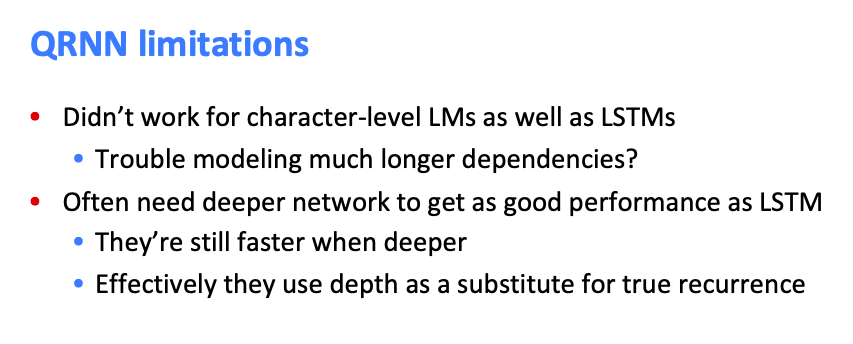 QRNN limitations
• Didn’t work for character-level LMs as well as LSTMs
• Trouble modeling much longer dependencies?
• Often need deeper network to get as good performance as LSTM
• They’re still faster when deeper
• Effectively they use depth as a substitute for true recurrence